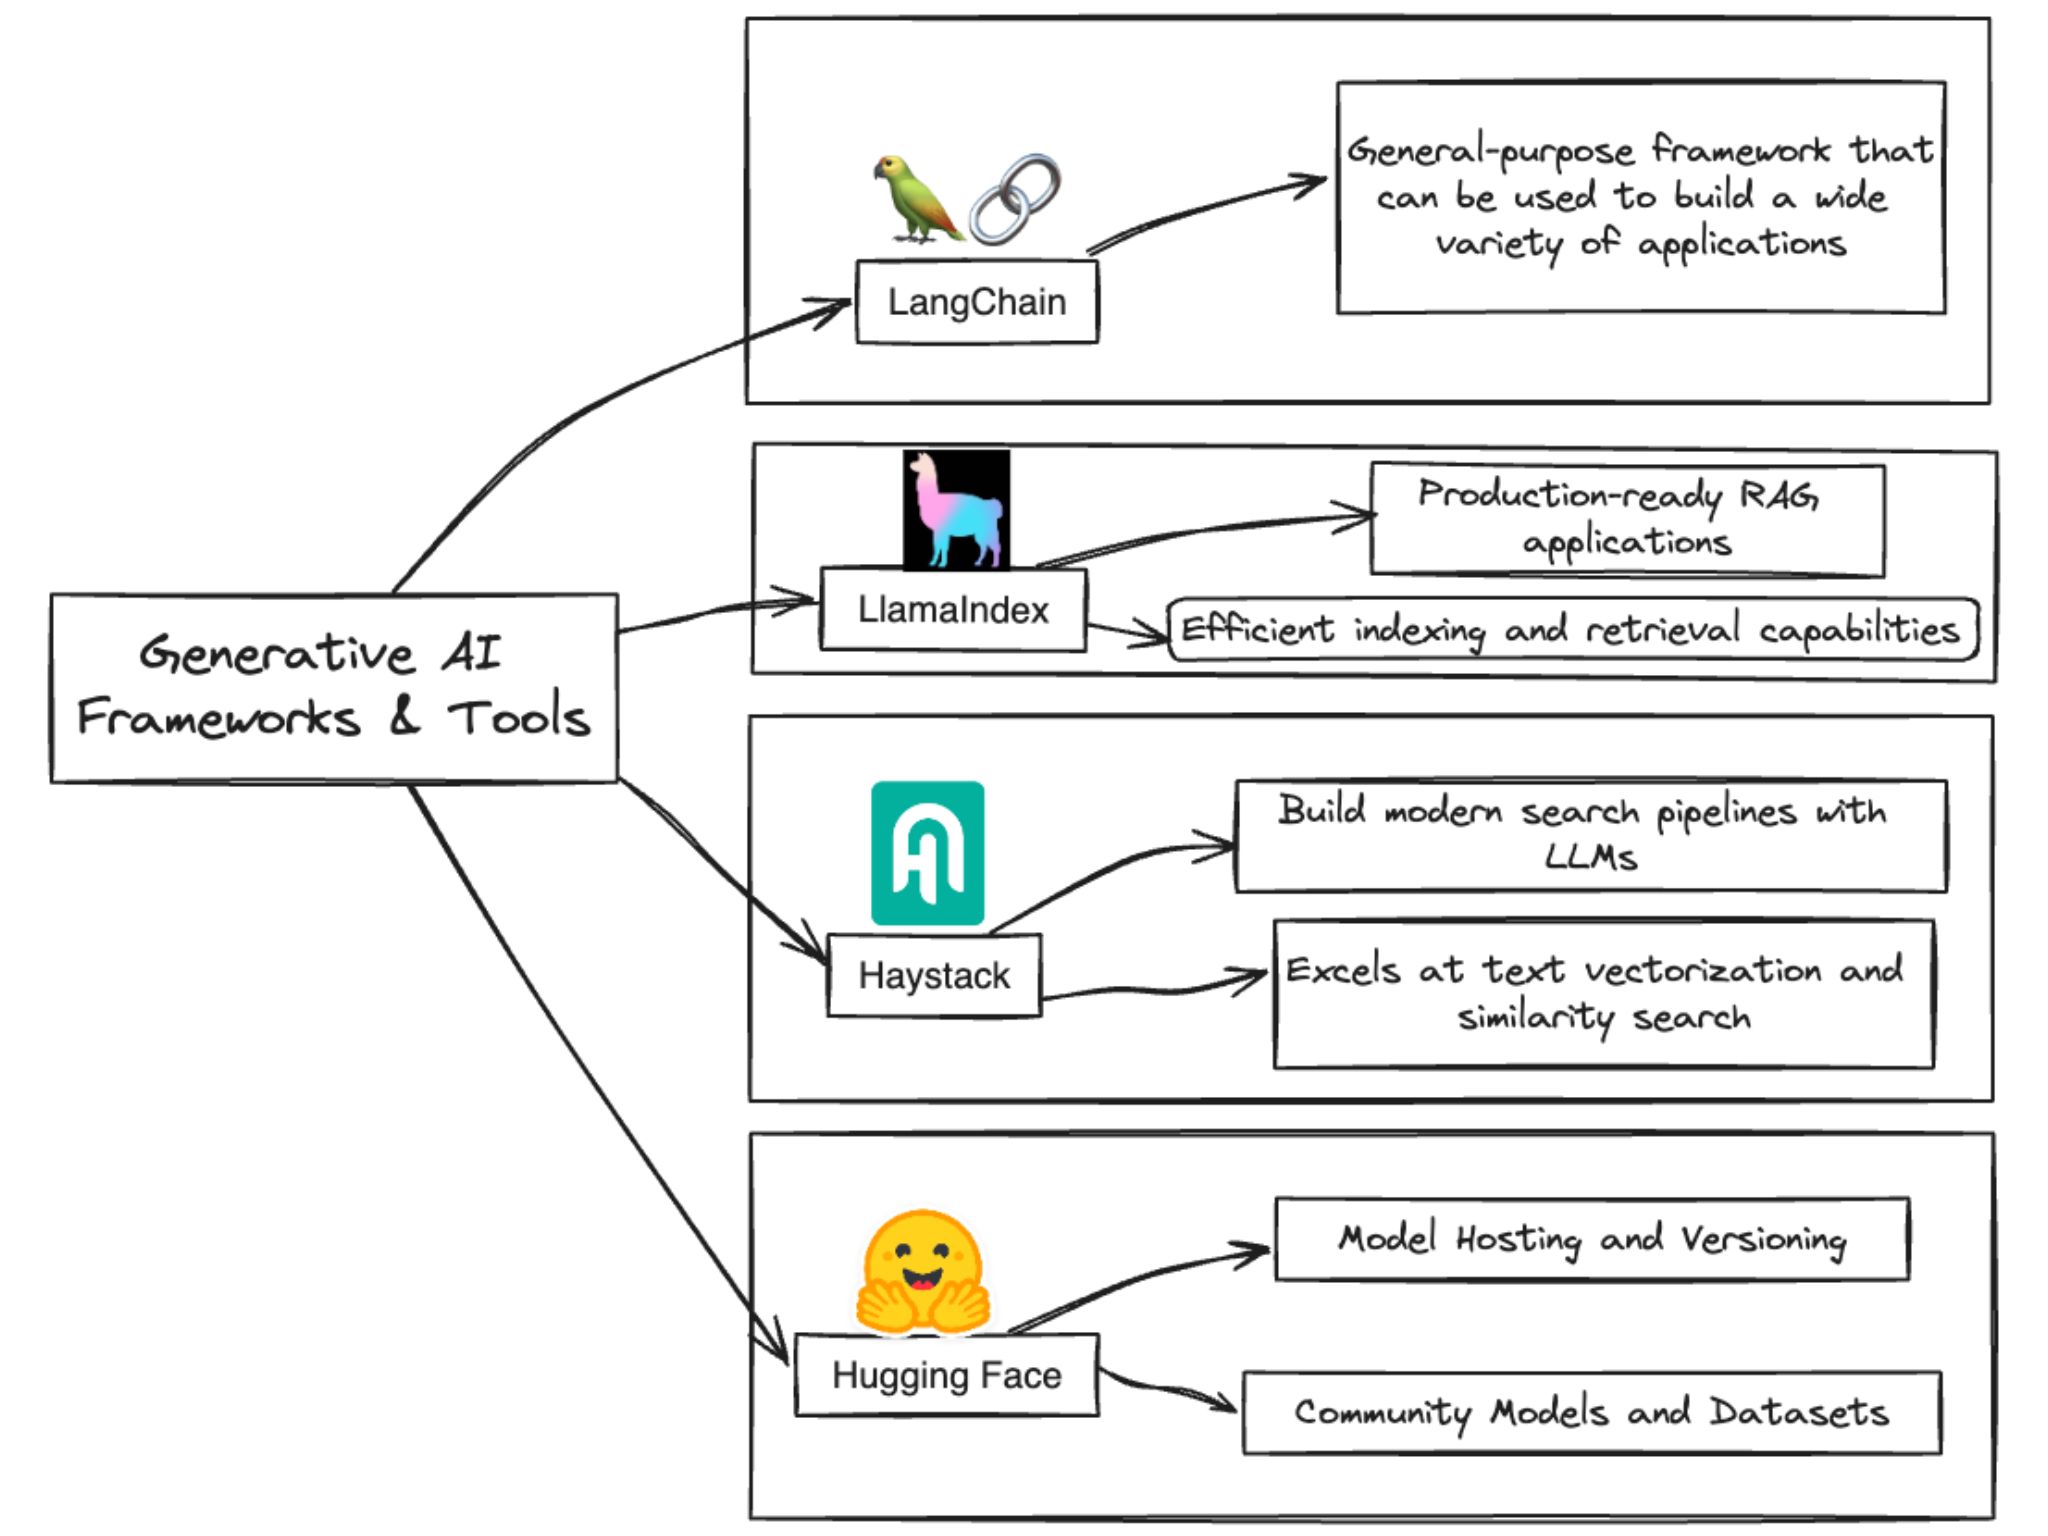 General-purpose framework that
can be used to build a wide
variety of applications
LangChain
Production-ready RAG
applications
LlamaIndex
Efficient indexing and retrieval capabilities
Generative AI
Frameworks & Tools
Build modern search pipelines with
LLMs
Haystack
Excels at text vectorization and
similarity search
Model Hosting and Versioning
Hugging Face
Community Models and Datasets